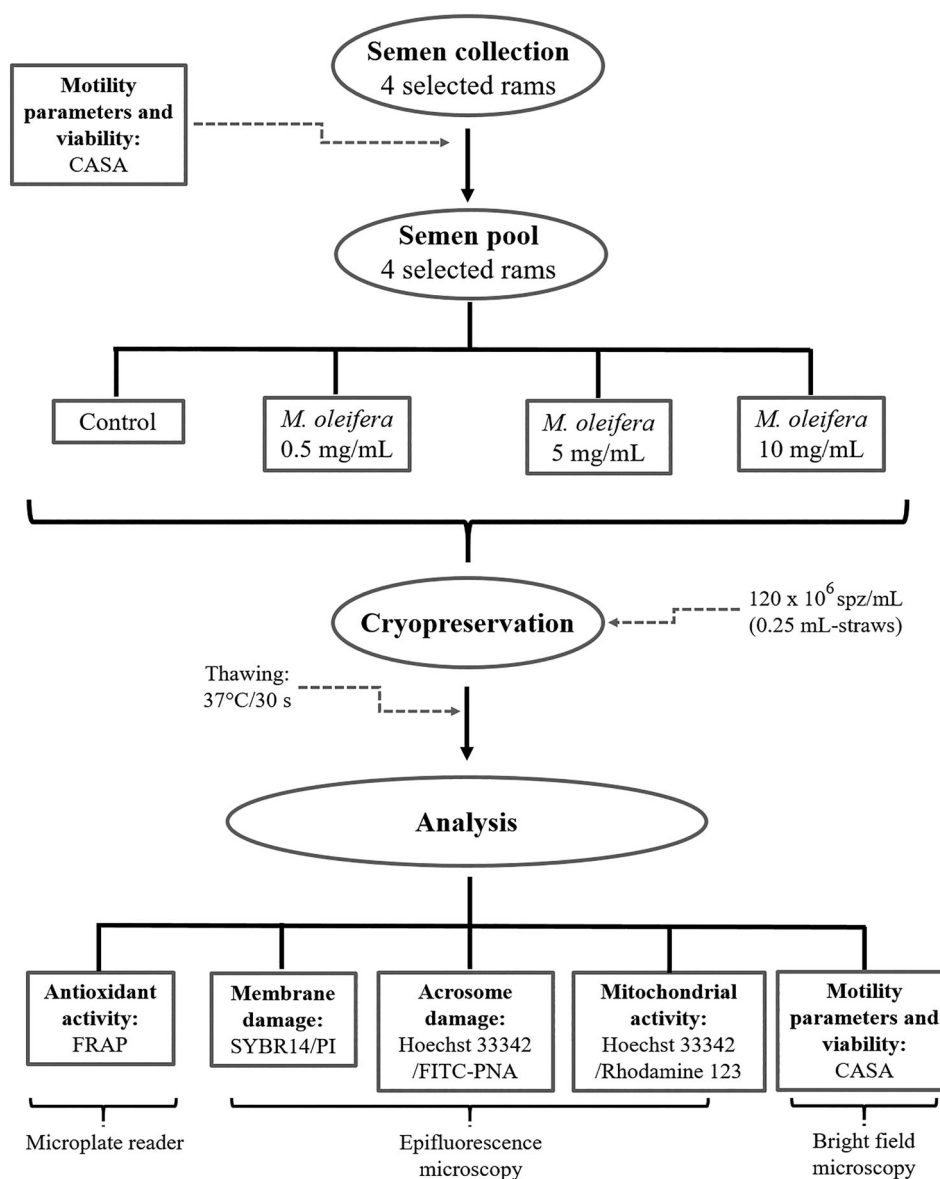 Semen collection
4 selected rams
Motility
parameters and
viability:
CASA
Semen pool
4 selected rams
Control
M. oleifera
0.5 mg/mL
M. oleifera
5 mg/mL
M. oleifera
10 mg/mL
Cryopreservation
120 x 10⁶ spz/mL
(0.25 mL-straws)
Thawing:
37°C/30 s
Analysis
Antioxidant
activity:
FRAP
Membrane
damage:
SYBR14/PI
Acrosome
damage:
Hoechst 33342
/FITC-PNA
Mitochondrial
activity:
Hoechst 33342
/Rhodamine 123
Motility
parameters and
viability:
CASA
Microplate reader
Epifluorescence
microscopy
Bright field
microscopy